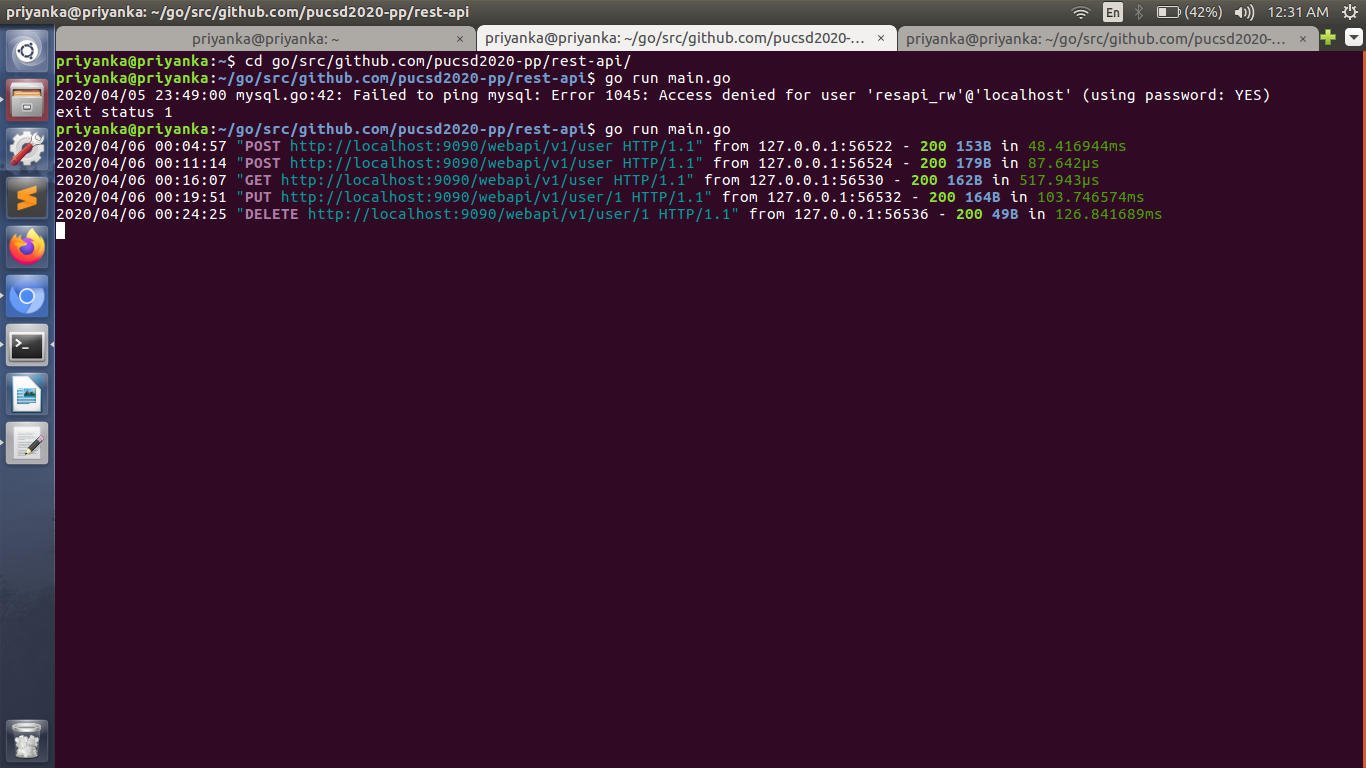 priyanka@priyanka: ~/go/src/github.com/pucsd2020-pp/rest-api
En
(42%)
12:31 AM
priyanka@priyanka: ~
priyanka@priyanka: ~/go/src/github.com/pucsd2020-...
priyanka@priyanka: ~/go/src/github.com/pucsd2020-...
priyanka@priyanka:~$ cd go/src/github.com/pucsd2020-pp/rest-api/
priyanka@priyanka:~/go/src/github.com/pucsd2020-pp/rest-api$ go run main.go
2020/04/05 23:49:00 mysql.go:42: Failed to ping mysql: Error 1045: Access denied for user 'resapi_rw'@'localhost' (using password: YES)
exit status 1
priyanka@priyanka:~/go/src/github.com/pucsd2020-pp/rest-api$ go run main.go
2020/04/06 00:04:57 "POST http://localhost:9090/webapi/v1/user HTTP/1.1" from 127.0.0.1:56522 - 200 153B in 48.416944ms
2020/04/06 00:11:14 "POST http://localhost:9090/webapi/v1/user HTTP/1.1" from 127.0.0.1:56524 - 200 179B in 87.642µs
2020/04/06 00:16:07 "GET http://localhost:9090/webapi/v1/user HTTP/1.1" from 127.0.0.1:56530 - 200 162B in 517.943µs
2020/04/06 00:19:51 "PUT http://localhost:9090/webapi/v1/user/1 HTTP/1.1" from 127.0.0.1:56532 - 200 164B in 103.746574ms
2020/04/06 00:24:25 "DELETE http://localhost:9090/webapi/v1/user/1 HTTP/1.1" from 127.0.0.1:56536 - 200 49B in 126.841689ms